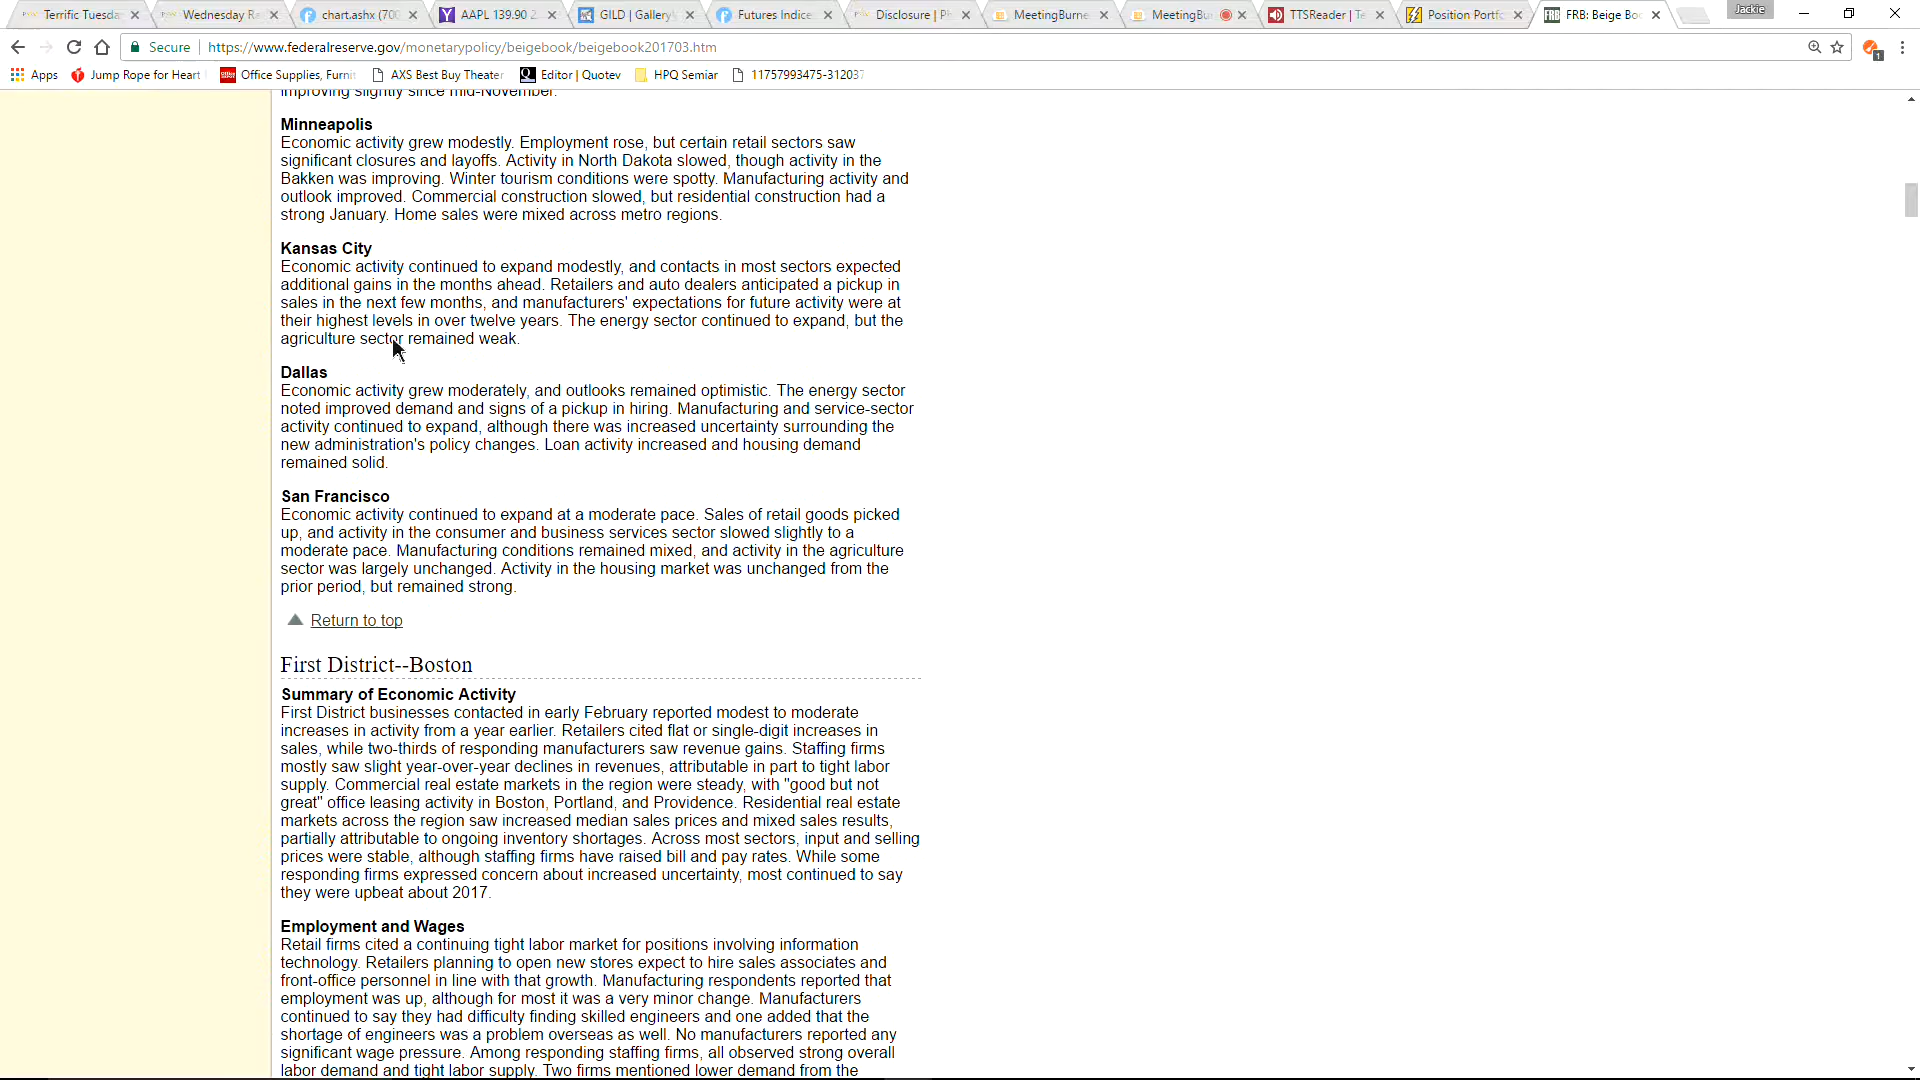 Terrific Tuesda
Wednesday Ra
chart.ashx (700
AAPL 139.90 2
GILD | Gallery
Futures Indice
Disclosure | P
MeetingBurne
MeetingBu
TTSReader | Te
Position Portfo
FRB: Beige Bo
Jackie
Secure
https://www.federalreserve.gov/monetarypolicy/beigebook/beigebook201703.htm
1
Apps
Jump Rope for Heart
Office Supplies, Furni
AXS Best Buy Theater
Editor | Quotev
HPQ Semiar
11757993475-312037
improving slightly since mid-November.
Minneapolis
Economic activity grew modestly. Employment rose, but certain retail sectors saw
significant closures and layoffs. Activity in North Dakota slowed, though activity in the
Bakken was improving. Winter tourism conditions were spotty. Manufacturing activity and
outlook improved. Commercial construction slowed, but residential construction had a
strong January. Home sales were mixed across metro regions.
Kansas City
Economic activity continued to expand modestly, and contacts in most sectors expected
additional gains in the months ahead. Retailers and auto dealers anticipated a pickup in
sales in the next few months, and manufacturers' expectations for future activity were at
their highest levels in over twelve years. The energy sector continued to expand, but the
agriculture sector remained weak.
Dallas
Economic activity grew moderately, and outlooks remained optimistic. The energy sector
noted improved demand and signs of a pickup in hiring. Manufacturing and service-sector
activity continued to expand, although there was increased uncertainty surrounding the
new administration's policy changes. Loan activity increased and housing demand
remained solid.
San Francisco
Economic activity continued to expand at a moderate pace. Sales of retail goods picked
up, and activity in the consumer and business services sector slowed slightly to a
moderate pace. Manufacturing conditions remained mixed, and activity in the agriculture
sector was largely unchanged. Activity in the housing market was unchanged from the
prior period, but remained strong.
Return to top
First District--Boston
Summary of Economic Activity
First District businesses contacted in early February reported modest to moderate
increases in activity from a year earlier. Retailers cited flat or single-digit increases in
sales, while two-thirds of responding manufacturers saw revenue gains. Staffing firms
mostly saw slight year-over-year declines in revenues, attributable in part to tight labor
supply. Commercial real estate markets in the region were steady, with "good but not
great" office leasing activity in Boston, Portland, and Providence. Residential real estate
markets across the region saw increased median sales prices and mixed sales results,
partially attributable to ongoing inventory shortages. Across most sectors, input and selling
prices were stable, although staffing firms have raised bill and pay rates. While some
responding firms expressed concern about increased uncertainty, most continued to say
they were upbeat about 2017.
Employment and Wages
Retail firms cited a continuing tight labor market for positions involving information
technology. Retailers planning to open new stores expect to hire sales associates and
front-office personnel in line with that growth. Manufacturing respondents reported that
employment was up, although for most it was a very minor change. Manufacturers
continued to say they had difficulty finding skilled engineers and one added that the
shortage of engineers was a problem overseas as well. No manufacturers reported any
significant wage pressure. Among responding staffing firms, all observed strong overall
labor demand and tight labor supply. Two firms mentioned lower demand from the